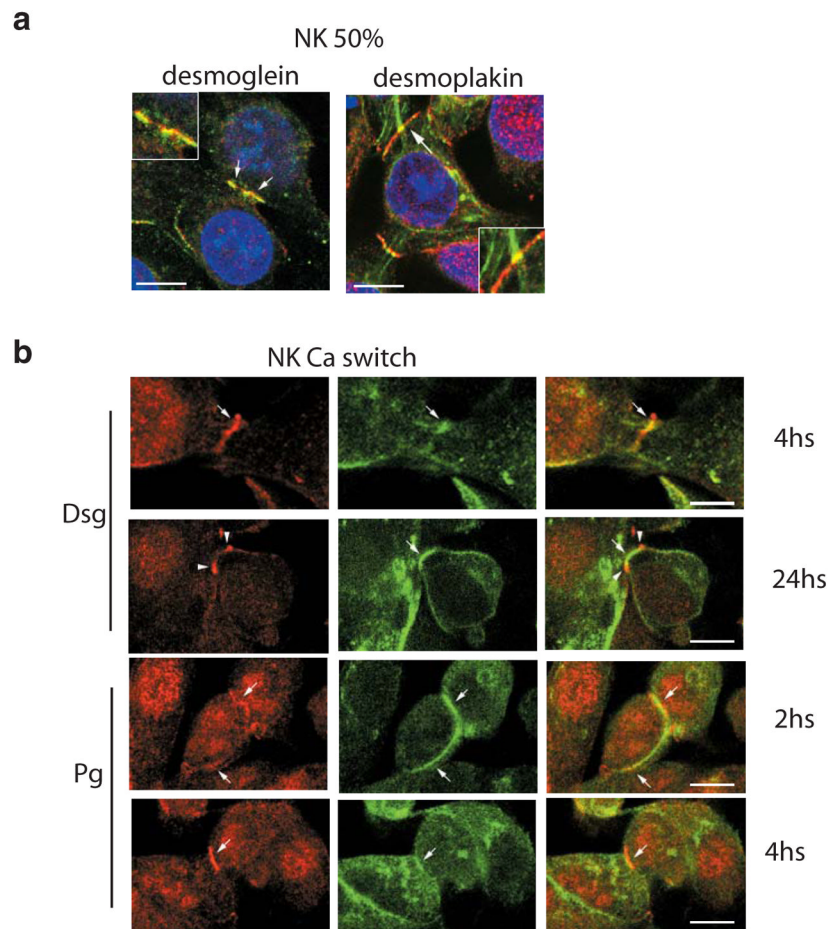 a
NK 50%
desmoglein
desmoplakin
b
NK Ca switch
Dsg
4hs
24hs
Pg
2hs
4hs